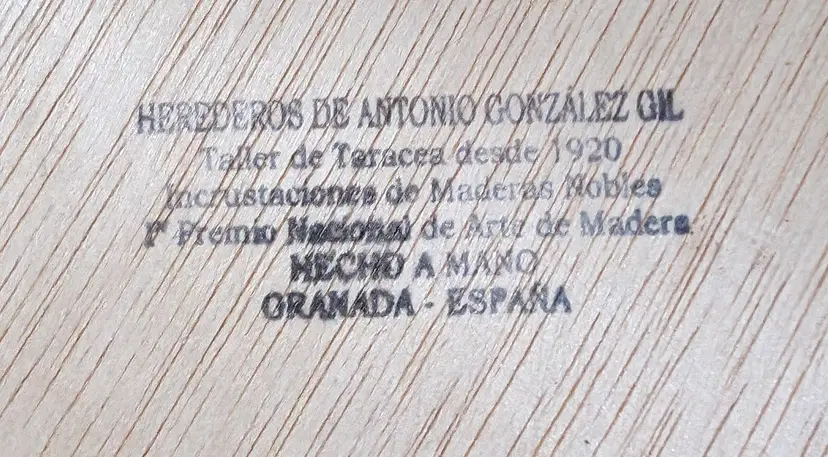 HEREDEROS DE ANTONIO GONZÁLEZ GIL
Taller de Taracea desde 1920
Incrustaciones de Maderas Nobles
1º Premio Nacional de Arte de Madera
HECHO A MANO
GRANADA - ESPAÑA